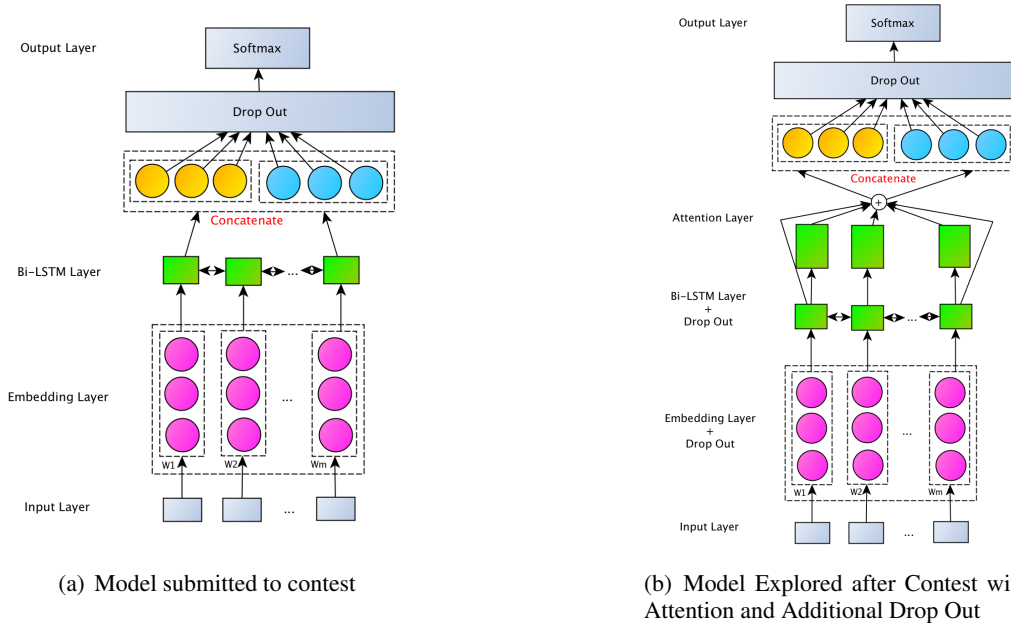 Output Layer
Softmax
Drop Out
Concatenate
Bi-LSTM Layer
...
Embedding Layer
...
W1 W2 Wm
Input Layer
...
(a) Model submitted to contest
Output Layer
Softmax
Drop Out
Concatenate
+
Attention Layer
Bi-LSTM Layer
+
Drop Out
...
Embedding Layer
+
Drop Out
...
W1 W2 Wm
Input Layer
...
(b) Model Explored after Contest wi
Attention and Additional Drop Out